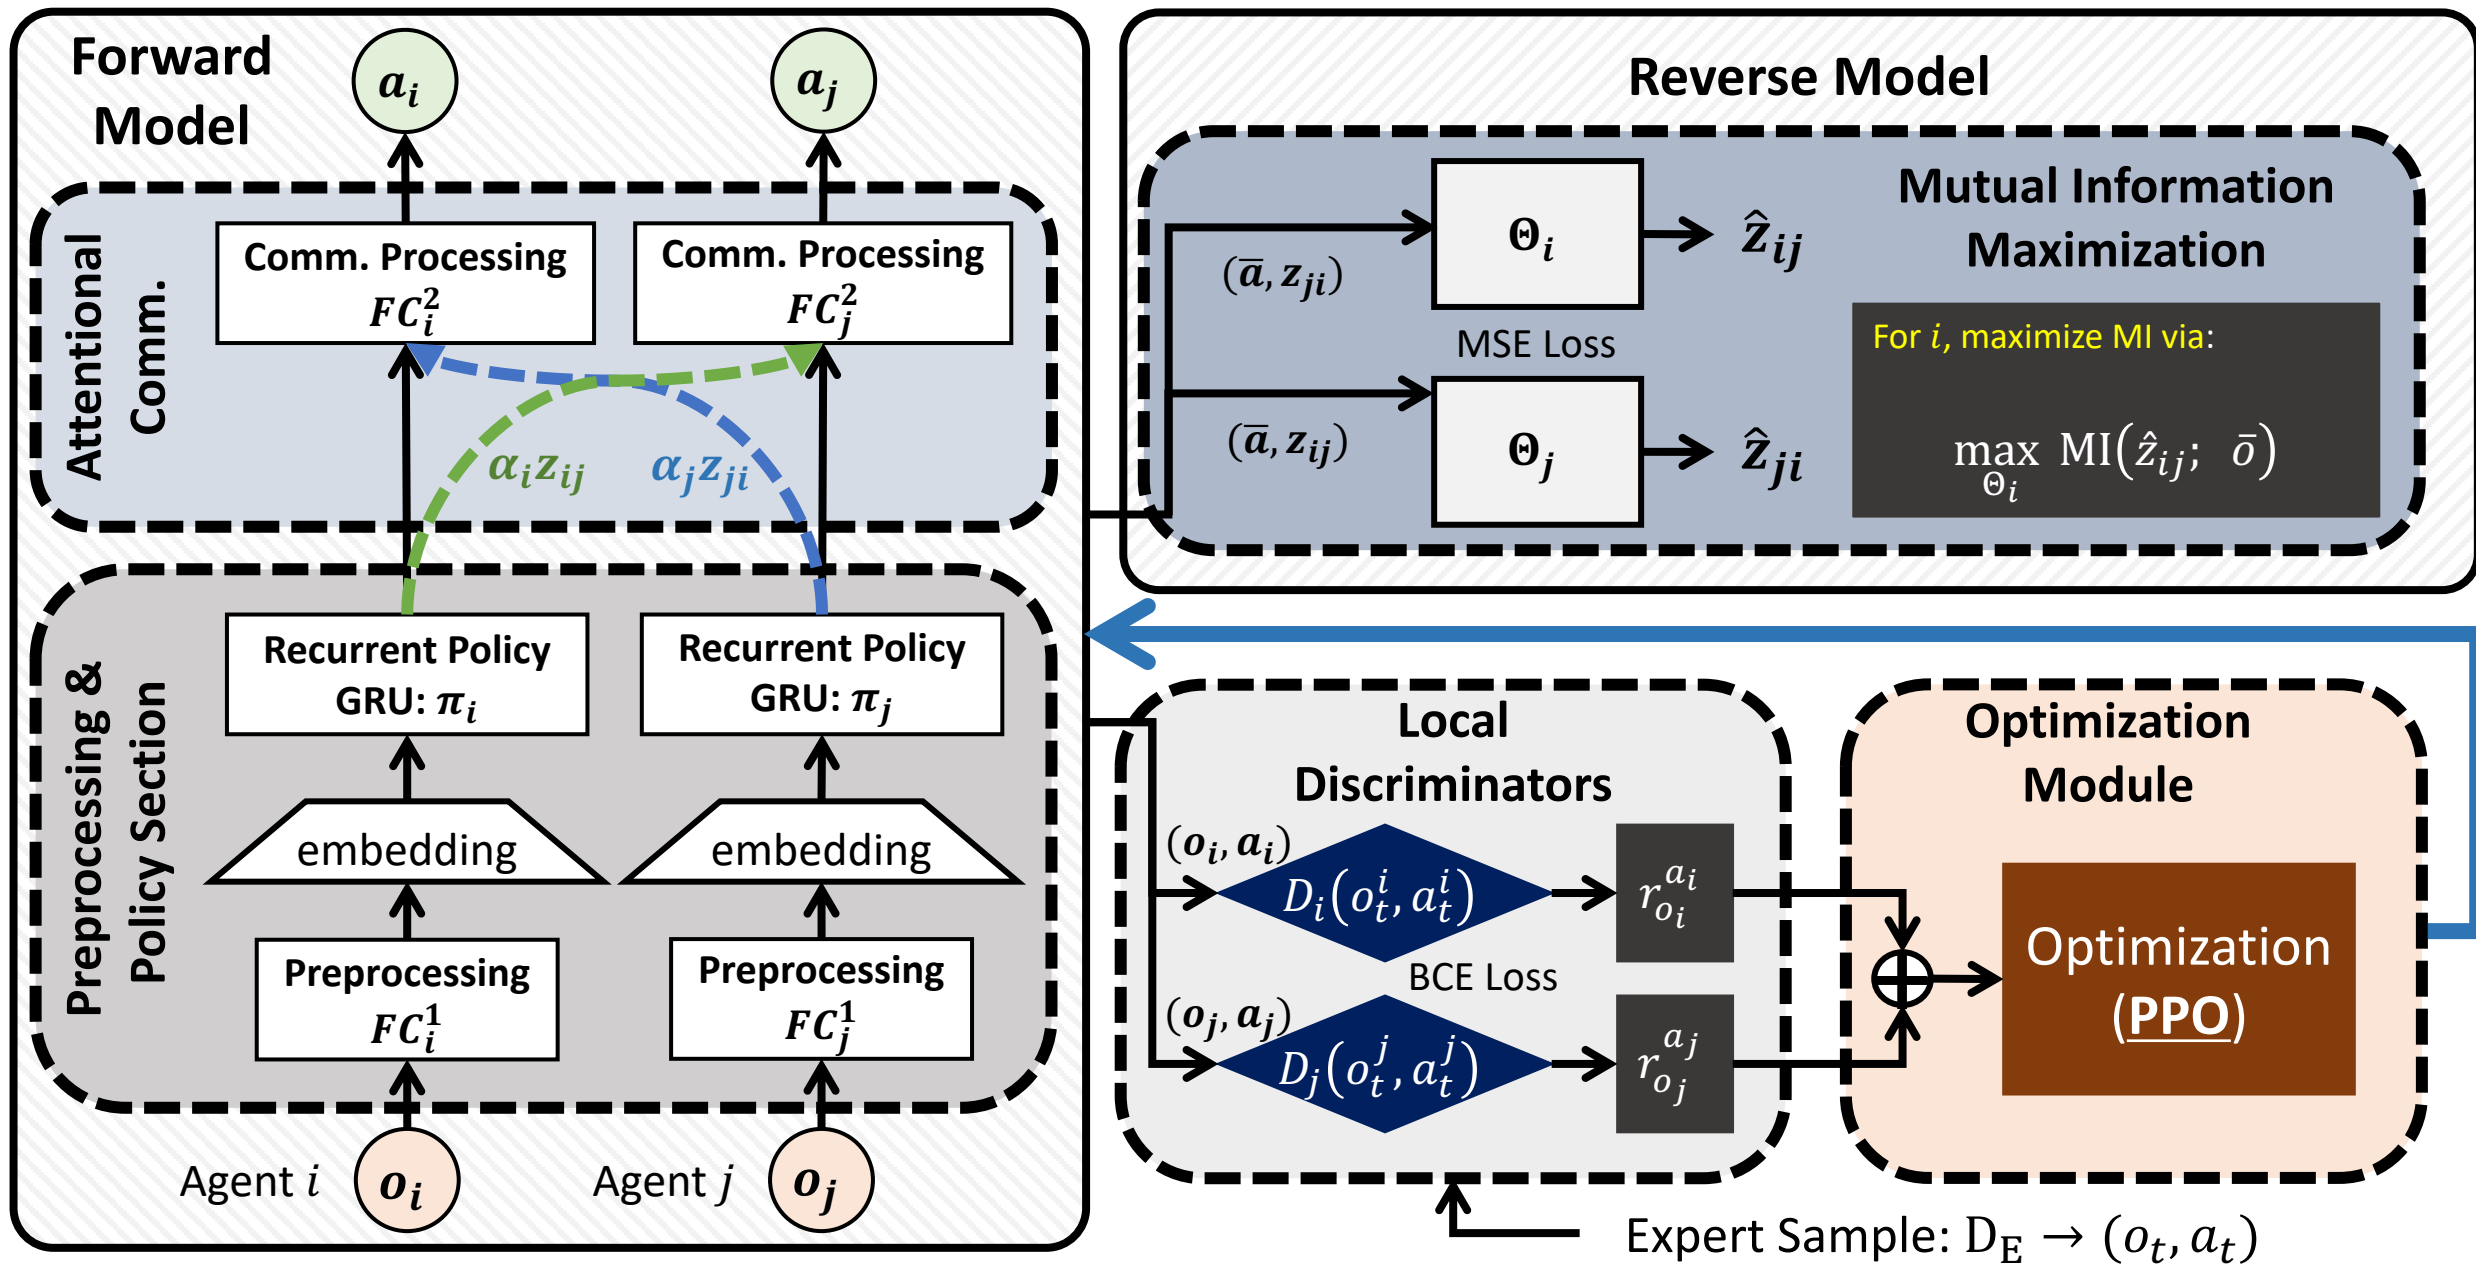 Forward
Model
a_i
a_j
Attentional
Comm.
Comm. Processing
FC_i^2
Comm. Processing
FC_j^2
α_i z_ij
α_j z_ji
Preprocessing &
Policy Section
Recurrent Policy
GRU: π_i
Recurrent Policy
GRU: π_j
embedding
embedding
Preprocessing
FC_i^1
Preprocessing
FC_j^1
Agent i
o_i
Agent j
o_j
Reverse Model
Mutual Information
Maximization
(a̅, z_ji)
Θ_i
ẑ_ij
MSE Loss
(a̅, z_ij)
Θ_j
ẑ_ji
For i, maximize MI via:
max MI(ẑ_ij; o̅)
Θ_i
Local
Discriminators
(o_i, a_i)
D_i(o_t^i, a_t^i)
r_{o_i}^{a_i}
BCE Loss
(o_j, a_j)
D_j(o_t^j, a_t^j)
r_{o_j}^{a_j}
Optimization
Module
Optimization
(PPO)
Expert Sample: D_E → (o_t, a_t)